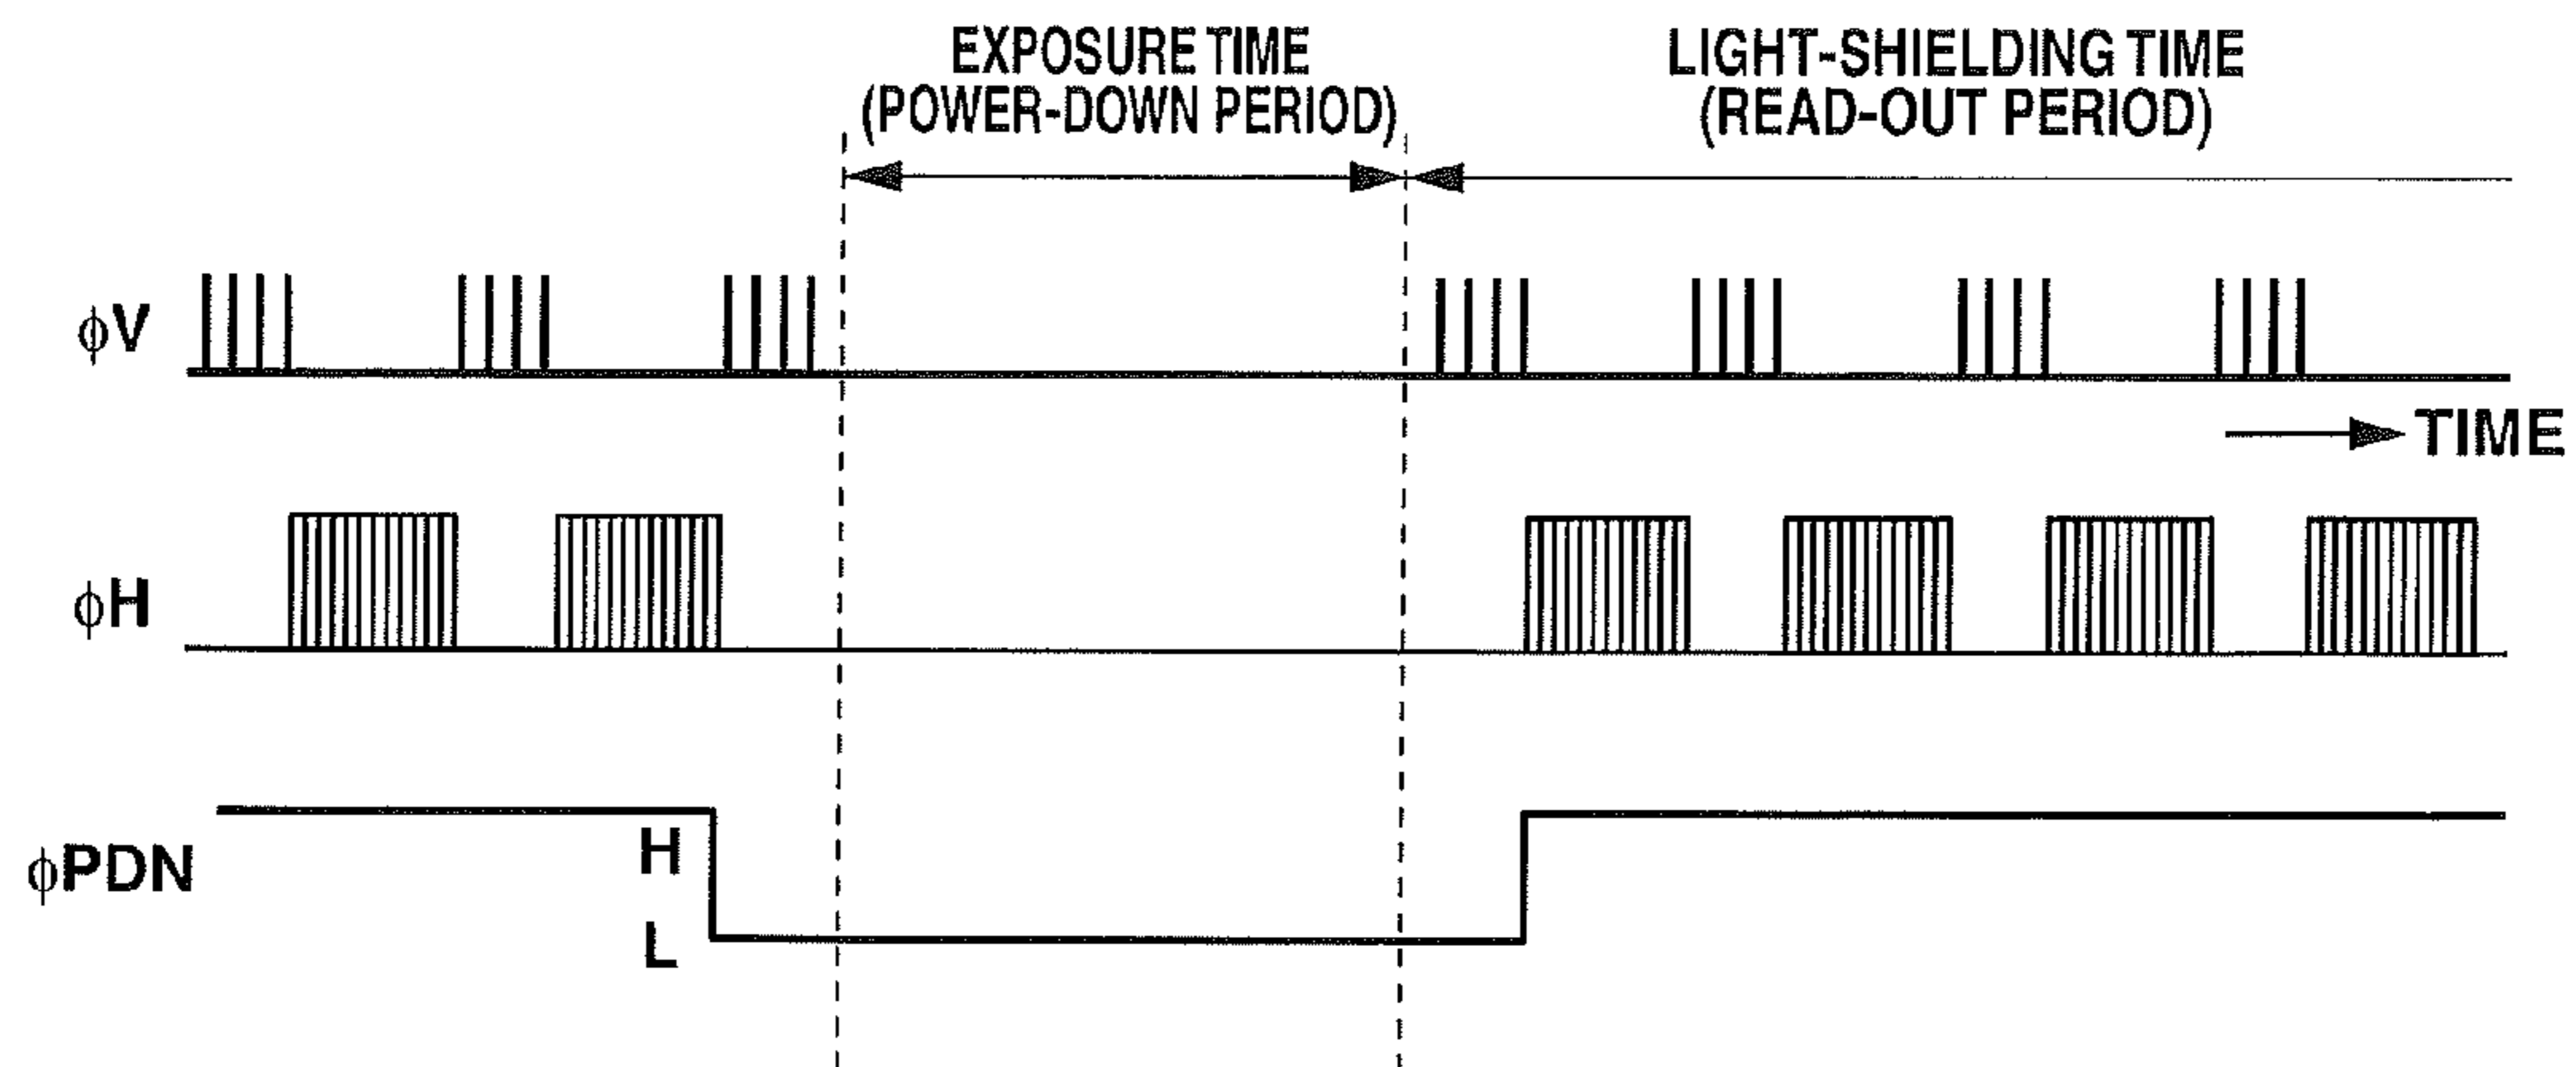 EXPOSURE TIME
(POWER-DOWN PERIOD)
LIGHT-SHIELDING TIME
(READ-OUT PERIOD)
ϕV
TIME
ϕH
ϕPDN
H
L